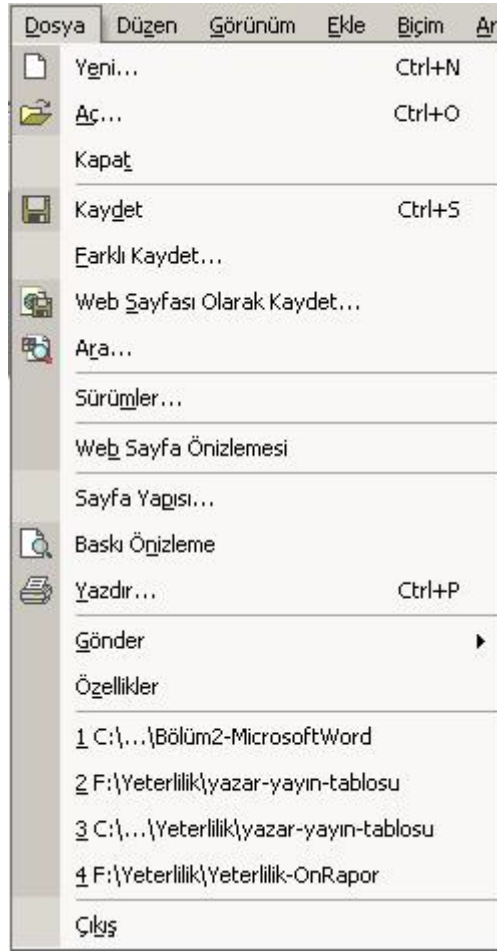 Dosya Düzen Görünüm Ekle Biçim Ar
Yeni... Ctrl+N
Aç... Ctrl+O
Kapat
Kaydet Ctrl+S
Farklı Kaydet...
Web Sayfası Olarak Kaydet...
Ara...
Sürümler...
Web Sayfa Önizlemesi
Sayfa Yapısı...
Baskı Önizleme
Yazdır... Ctrl+P
Gönder
Özellikler
1 C:\...\Bölüm2-MicrosoftWord
2 F:\Yeterlilik\yazar-yayın-tablosu
3 C:\...\Yeterlilik\yazar-yayın-tablosu
4 F:\Yeterlilik\Yeterlilik-OnRapor
Çıkış